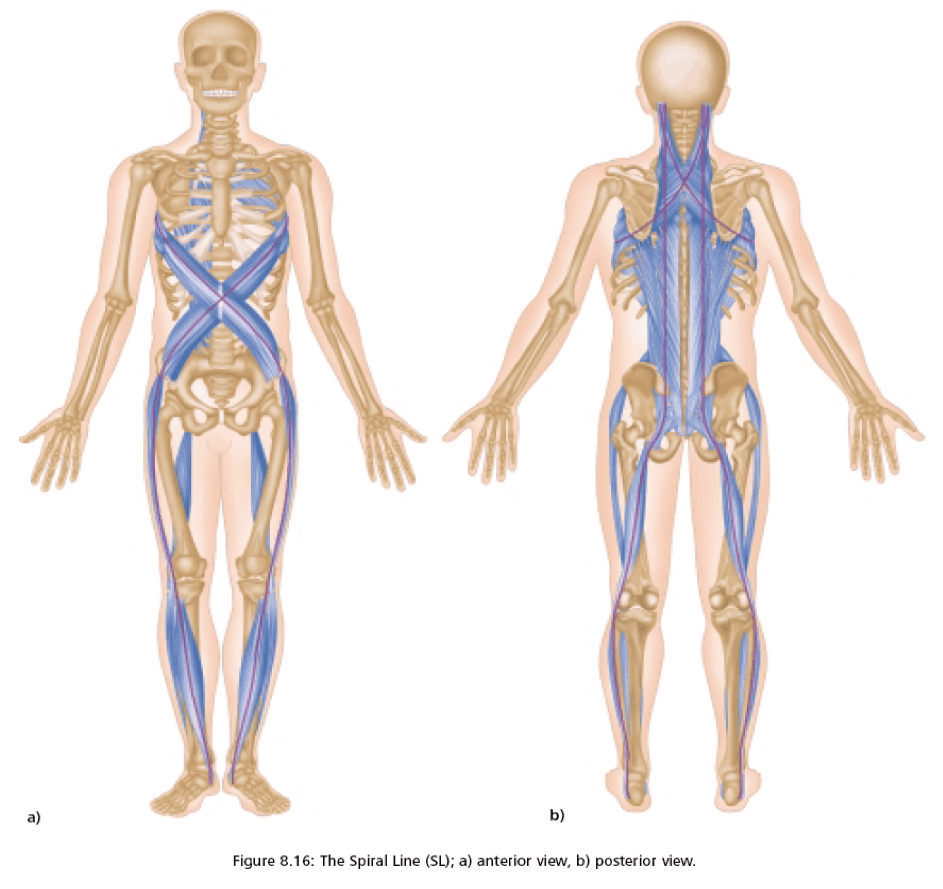 a)
b)
Figure 8.16: The Spiral Line (SL); a) anterior view, b) posterior view.